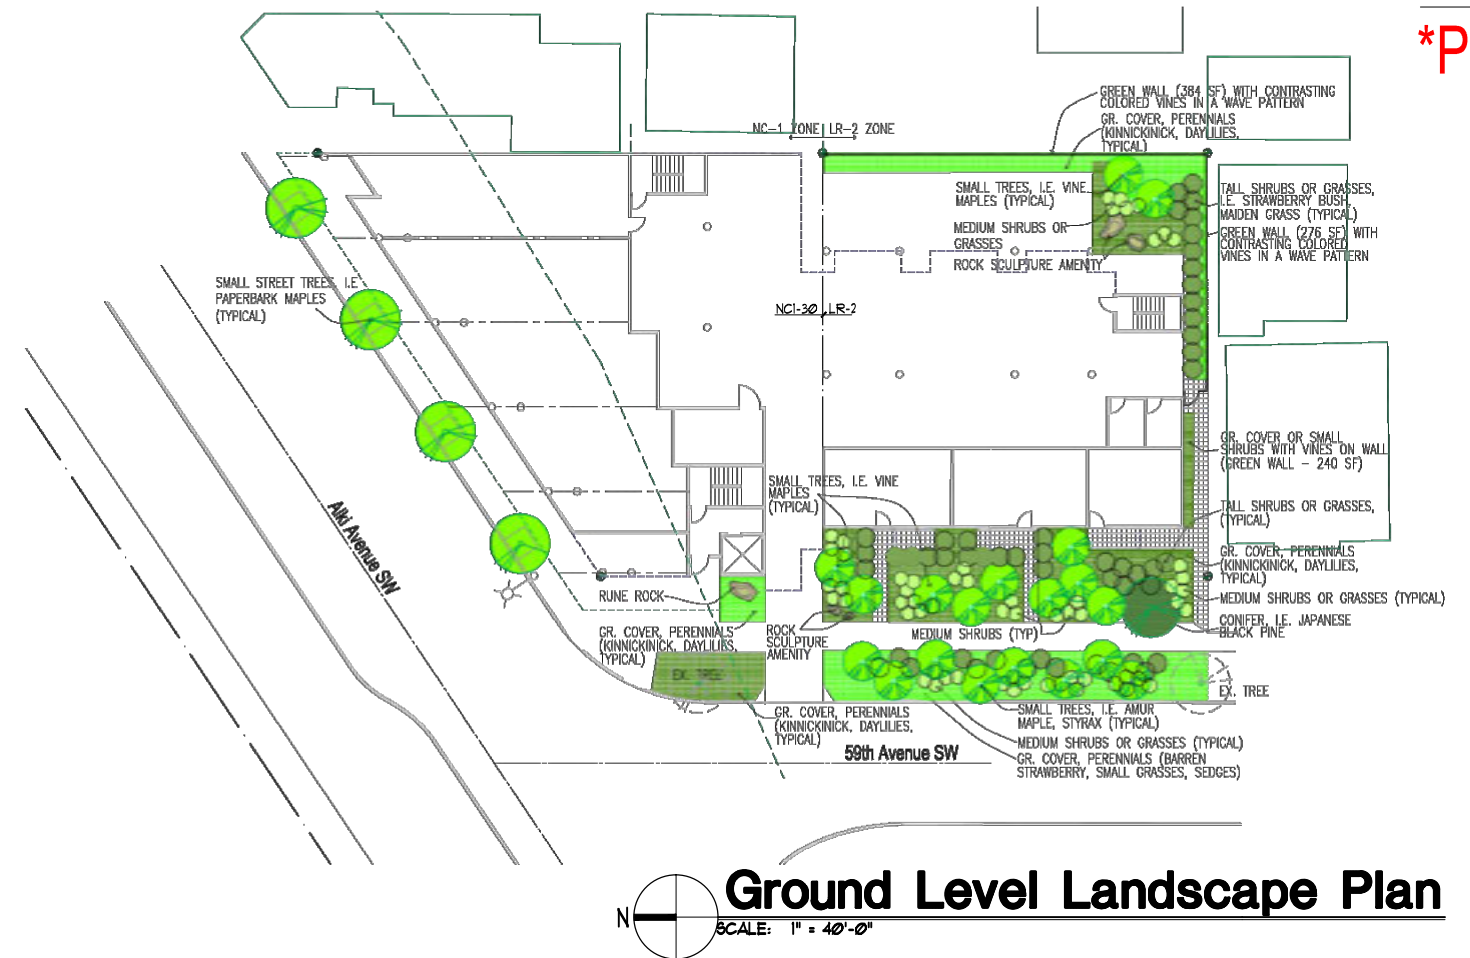 *P
GREEN WALL (384 SF) WITH CONTRASTING
COLORED VINES IN A WAVE PATTERN
GR. COVER, PERENNIALS
(KINNICKINICK, DAYLILIES,
TYPICAL)
NC-1 ZONE LR-2 ZONE
SMALL TREES, I.E. VINE
MAPLES (TYPICAL)
MEDIUM SHRUBS OR
GRASSES
ROCK SCULPTURE AMENITY
TALL SHRUBS OR GRASSES,
I.E. STRAWBERRY BUSH,
MAIDEN GRASS (TYPICAL)
GREEN WALL (276 SF) WITH
CONTRASTING COLORED
VINES IN A WAVE PATTERN
SMALL STREET TREES, I.E.
PAPERBARK MAPLES
(TYPICAL)
NC1-30 LR-2
GR. COVER OR SMALL
SHRUBS WITH VINES ON WALL
(GREEN WALL - 240 SF)
SMALL TREES, I.E. VINE
MAPLES
(TYPICAL)
TALL SHRUBS OR GRASSES,
(TYPICAL)
Alki Avenue SW
GR. COVER, PERENNIALS
(KINNICKINICK, DAYLILIES,
TYPICAL)
RUNE ROCK
MEDIUM SHRUBS OR GRASSES (TYPICAL)
CONIFER, I.E. JAPANESE
BLACK PINE
GR. COVER, PERENNIALS
(KINNICKINICK, DAYLILIES,
TYPICAL)
ROCK
SCULPTURE
AMENITY
MEDIUM SHRUBS (TYP)
EX. TREE
EX. TREE
GR. COVER, PERENNIALS
(KINNICKINICK, DAYLILIES,
TYPICAL)
SMALL TREES, I.E. AMUR
MAPLE, STYRAX (TYPICAL)
MEDIUM SHRUBS OR GRASSES (TYPICAL)
GR. COVER, PERENNIALS (BARREN
STRAWBERRY, SMALL GRASSES, SEDGES)
59th Avenue SW
N
Ground Level Landscape Plan
SCALE: 1" = 40'-0"